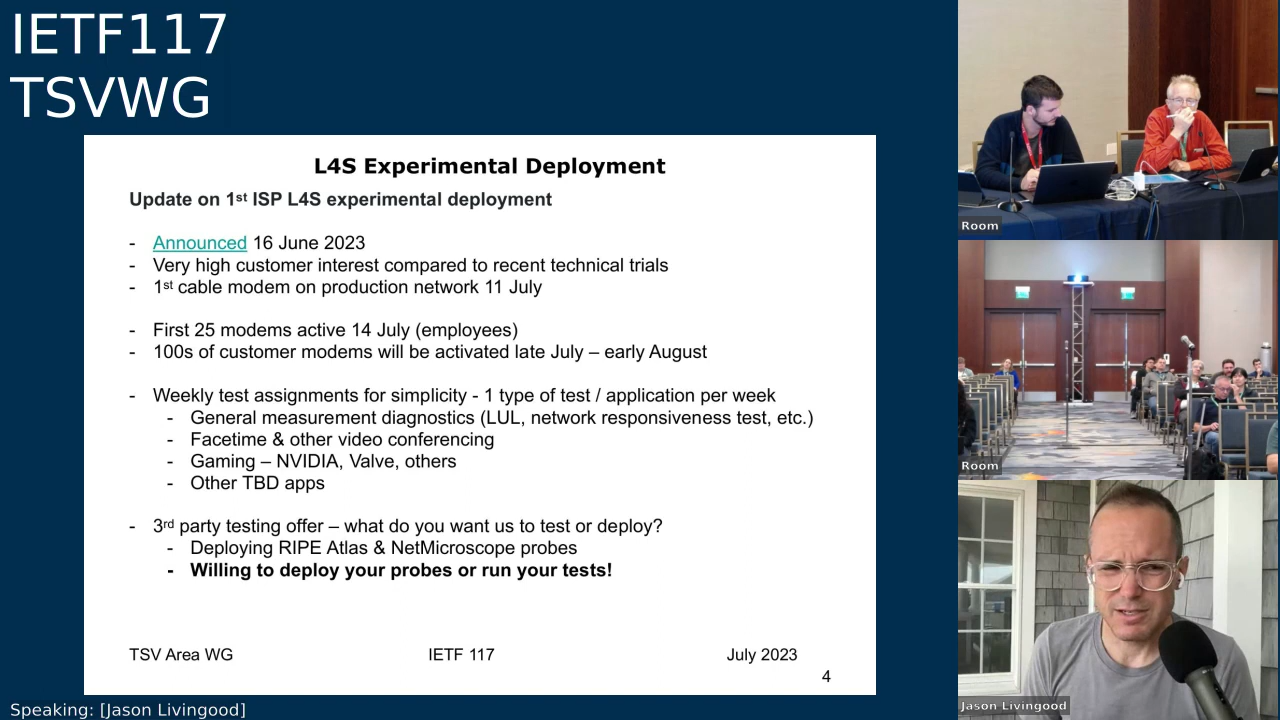 IETF117
TSVWG
L4S Experimental Deployment
Update on 1st ISP L4S experimental deployment
- Announced 16 June 2023
- Very high customer interest compared to recent technical trials
- 1st cable modem on production network 11 July
- First 25 modems active 14 July (employees)
- 100s of customer modems will be activated late July – early August
- Weekly test assignments for simplicity - 1 type of test / application per week
- General measurement diagnostics (LUL, network responsiveness test, etc.)
- Facetime & other video conferencing
- Gaming – NVIDIA, Valve, others
- Other TBD apps
- 3rd party testing offer – what do you want us to test or deploy?
- Deploying RIPE Atlas & NetMicroscope probes
- Willing to deploy your probes or run your tests!
TSV Area WG IETF 117 July 2023
4
Speaking: [Jason Livingood]
Room
Room
Jason Livingood